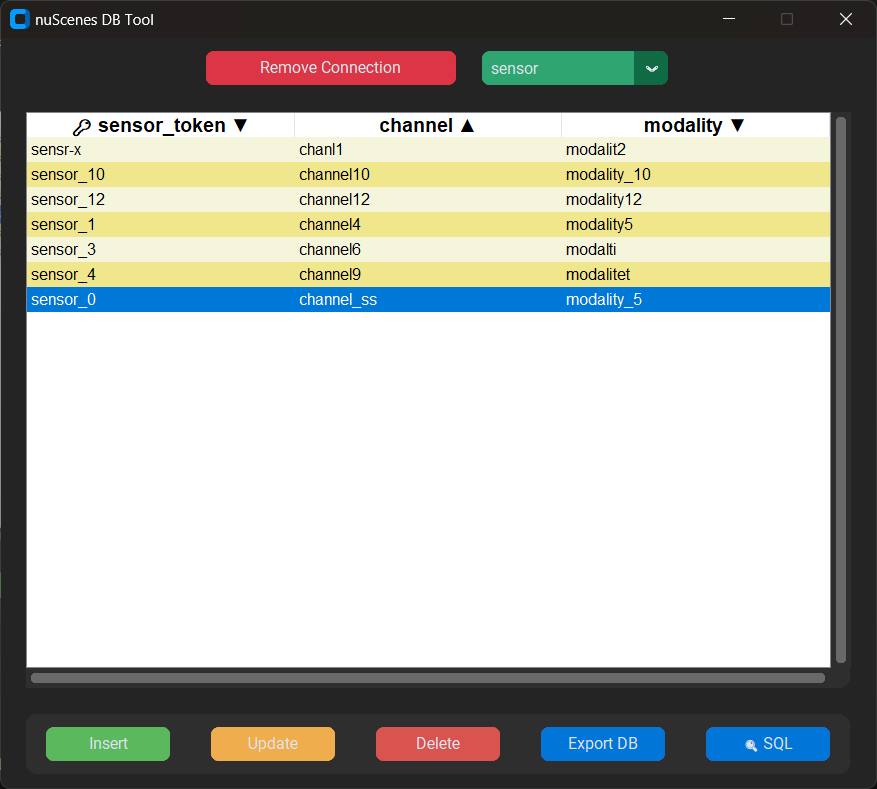 nuScenes DB Tool
Remove Connection
sensor
sensor_token ▼ channel ▲ modality ▼
sensr-x chanl1 modalit2
sensor_10 channel10 modality_10
sensor_12 channel12 modality12
sensor_1 channel4 modality5
sensor_3 channel6 modalti
sensor_4 channel9 modalitet
sensor_0 channel_ss modality_5
Insert Update Delete Export DB SQL